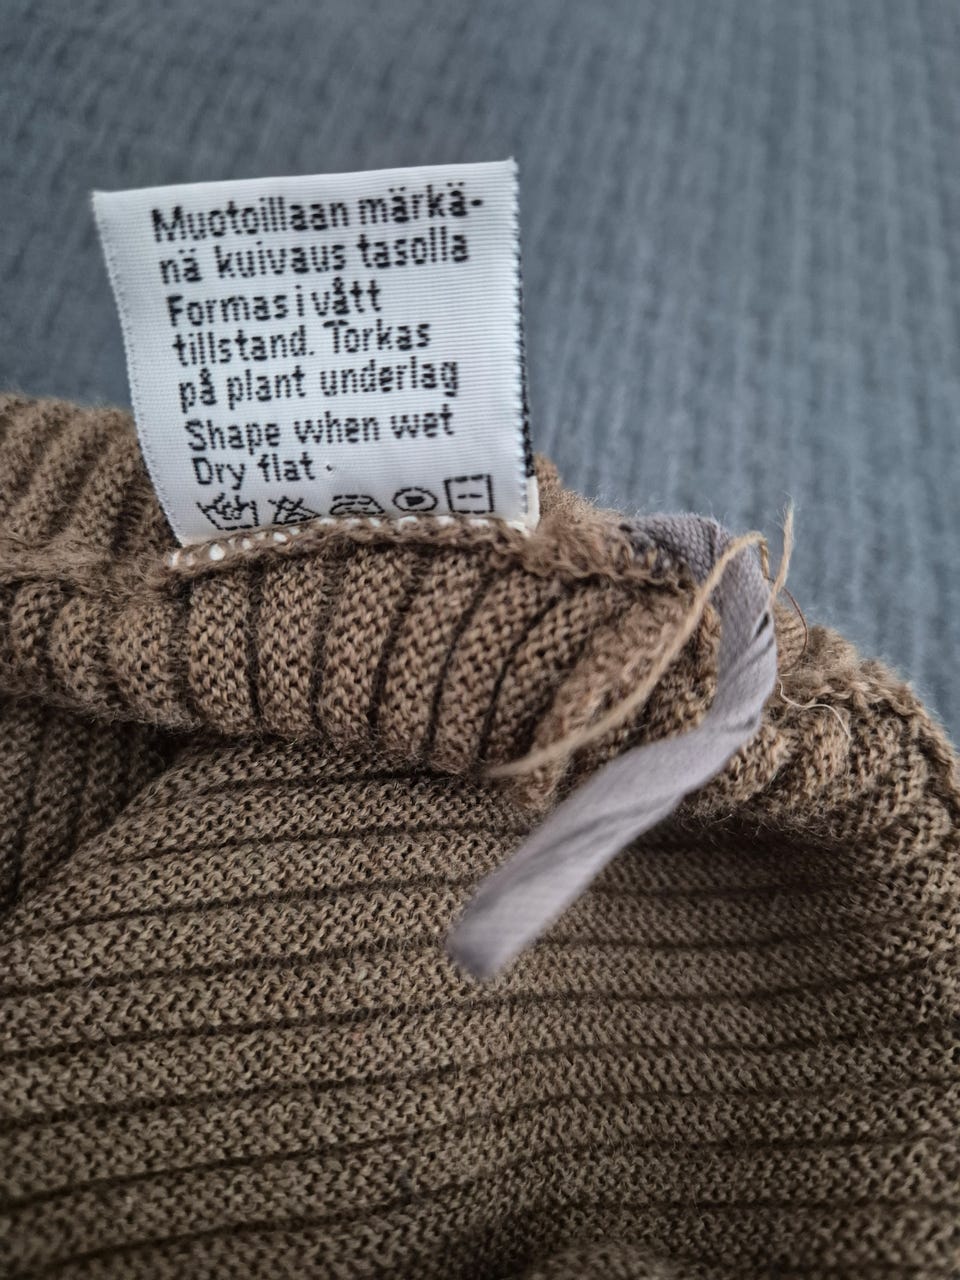 Muotoillaan märkä-
nä kuivaus tasolla
Formas i vått
tillstand. Torkas
på plant underlag
Shape when wet
Dry flat
P